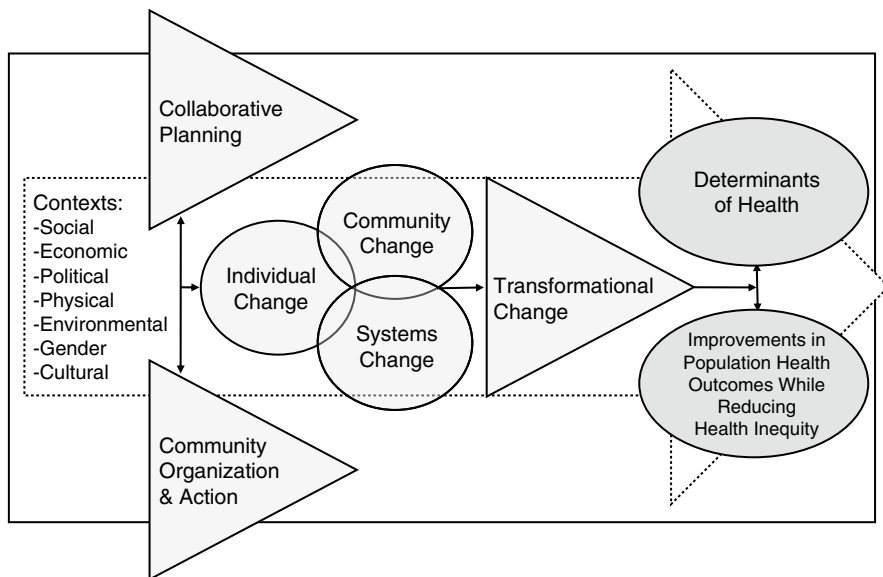 Collaborative
Planning
Contexts:
-Social
-Economic
-Political
-Physical
-Environmental
-Gender
-Cultural
Community
Organization
& Action
Individual
Change
Community
Change
Systems
Change
Transformational
Change
Determinants
of Health
Improvements in
Population Health
Outcomes While
Reducing
Health Inequity